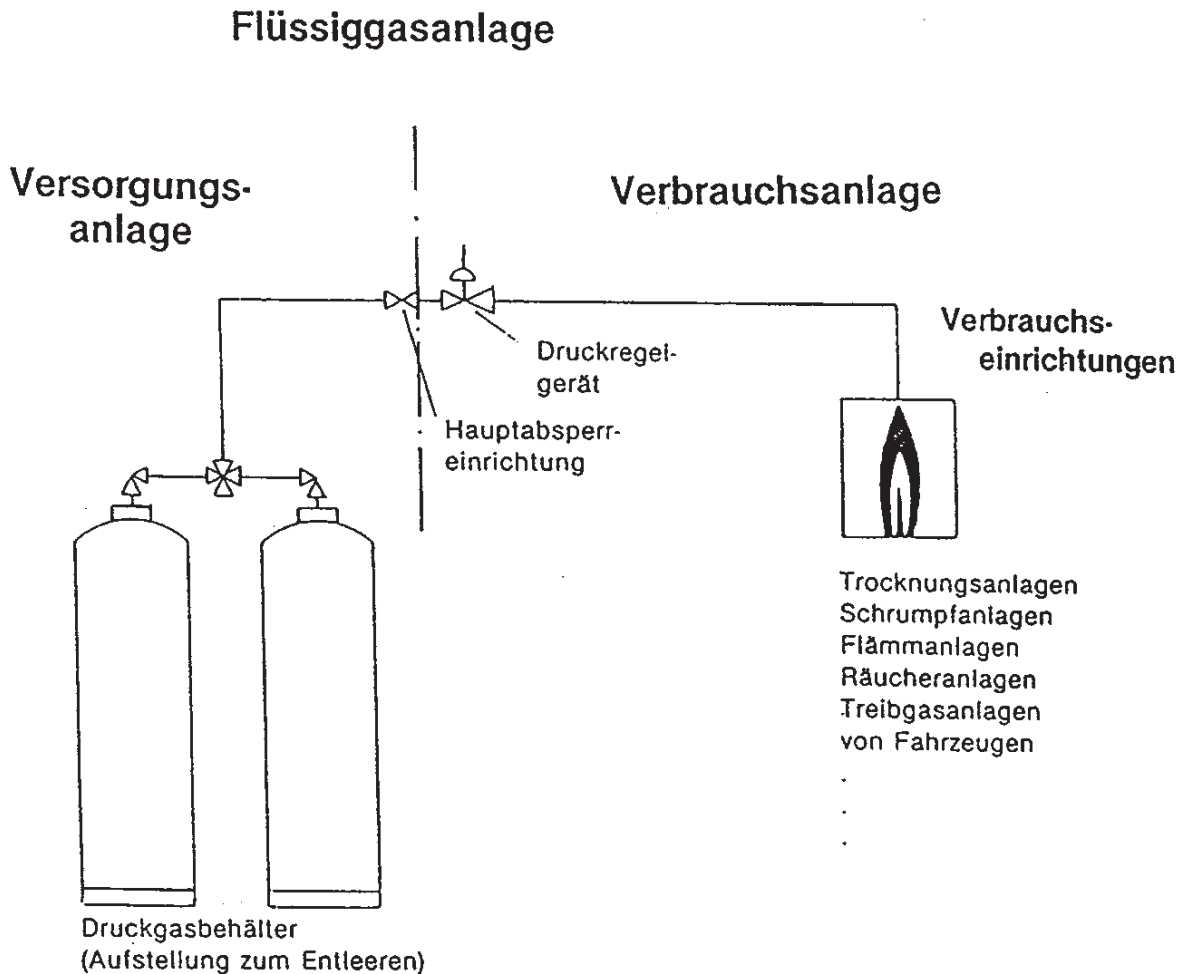 Flüssiggasanlage
Versorgungs-
anlage
Verbrauchsanlage
Verbrauchs-
einrichtungen
Druckregel-
gerät
Hauptabsperr-
einrichtung
Trocknungsanlagen
Schrumpfanlagen
Flämmanlagen
Räucheranlagen
Treibgasanlagen
von Fahrzeugen
.
.
.
Druckgasbehälter
(Aufstellung zum Entleeren)